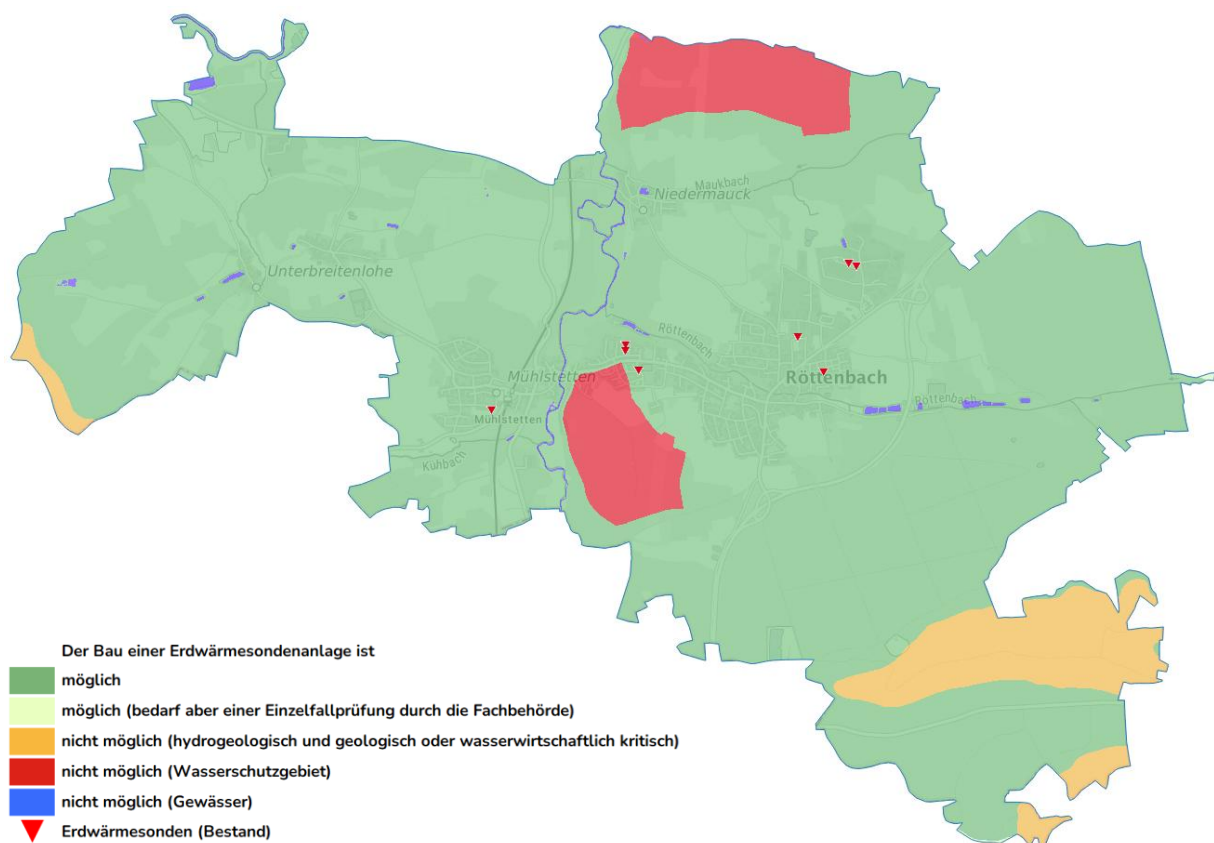 Maukbach
Niedermauck
Unterbreitenlohe
Röttenbach
Mühlstetten
Röttenbach
Röttenbach
Mühlstetten
Kühbach
Der Bau einer Erdwärmesondenanlage ist
möglich
möglich (bedarf aber einer Einzelfallprüfung durch die Fachbehörde)
nicht möglich (hydrogeologisch und geologisch oder wasserwirtschaftlich kritisch)
nicht möglich (Wasserschutzgebiet)
nicht möglich (Gewässer)
Erdwärmesonden (Bestand)